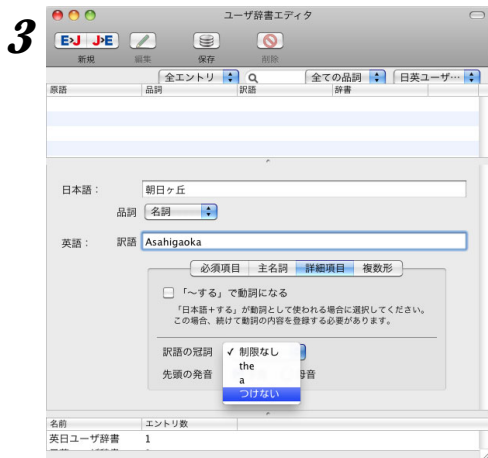 3
ユーザ辞書エディタ
E›J J›E
新規 編集 保存 削除
全エントリ 全ての品詞 日英ユーザ…
原語 品詞 訳語 辞書
日本語： 朝日ヶ丘
品詞 名詞
英語： 訳語 Asahigaoka
必須項目 主名詞 詳細項目 複数形
「〜する」で動詞になる
「日本語+する」が動詞として使われる場合に選択してください。
この場合、続けて動詞の内容を登録する必要があります。
訳語の冠詞 ✓ 制限なし
the
先頭の発音 a 母音
つけない
名前 エントリ数
英日ユーザ辞書 1